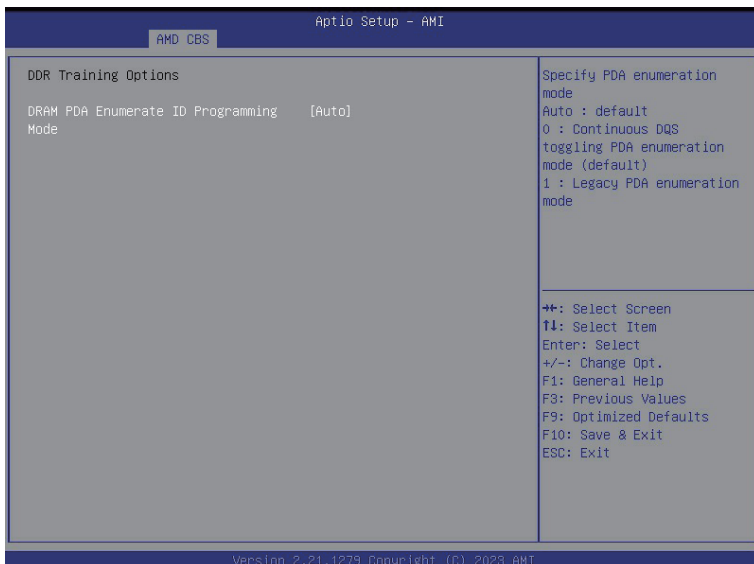 Aptio Setup – AMI
AMD CBS
DDR Training Options
DRAM PDA Enumerate ID Programming [Auto]
Mode
Specify PDA enumeration
mode
Auto : default
0 : Continuous DQS
toggling PDA enumeration
mode (default)
1 : Legacy PDA enumeration
mode
→←: Select Screen
↑↓: Select Item
Enter: Select
+/-: Change Opt.
F1: General Help
F3: Previous Values
F9: Optimized Defaults
F10: Save & Exit
ESC: Exit
Version 2.21.1279 Copyright (C) 2023 AMI